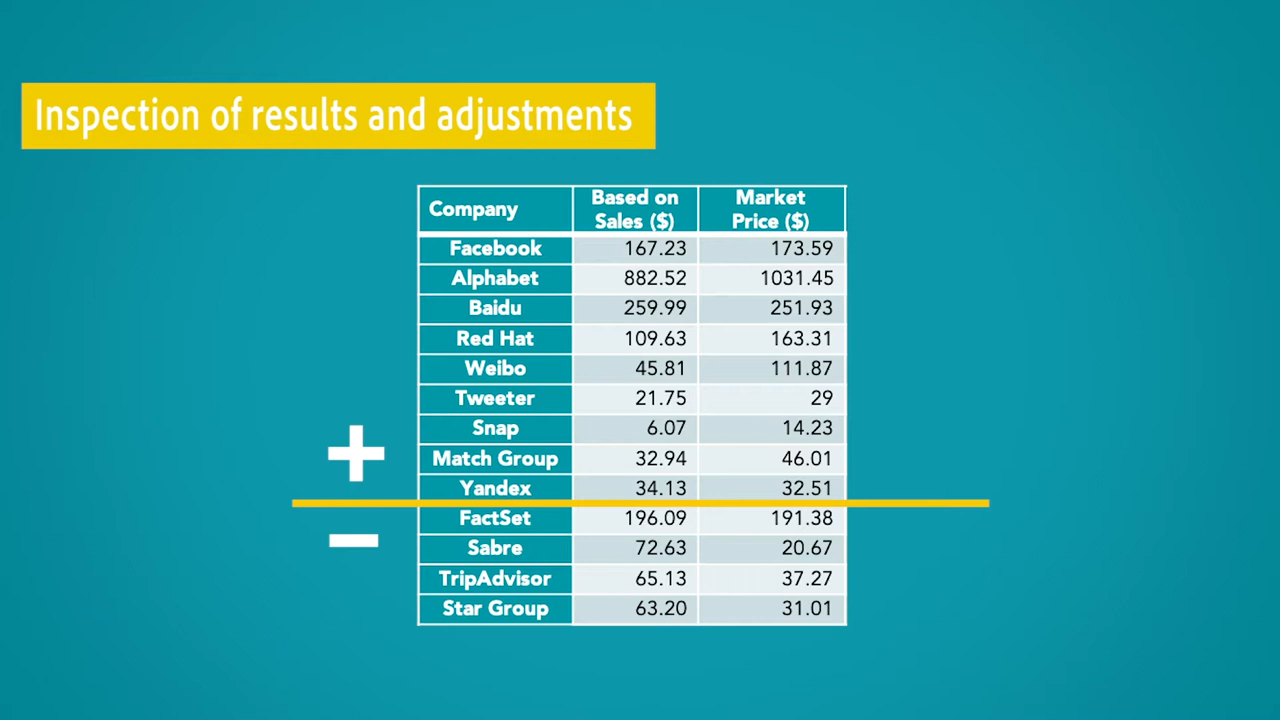 Inspection of results and adjustments
Company Based on Sales ($) Market Price ($)
Facebook 167.23 173.59
Alphabet 882.52 1031.45
Baidu 259.99 251.93
Red Hat 109.63 163.31
Weibo 45.81 111.87
Tweeter 21.75 29
Snap 6.07 14.23
Match Group 32.94 46.01
Yandex 34.13 32.51
FactSet 196.09 191.38
Sabre 72.63 20.67
TripAdvisor 65.13 37.27
Star Group 63.20 31.01
+
−